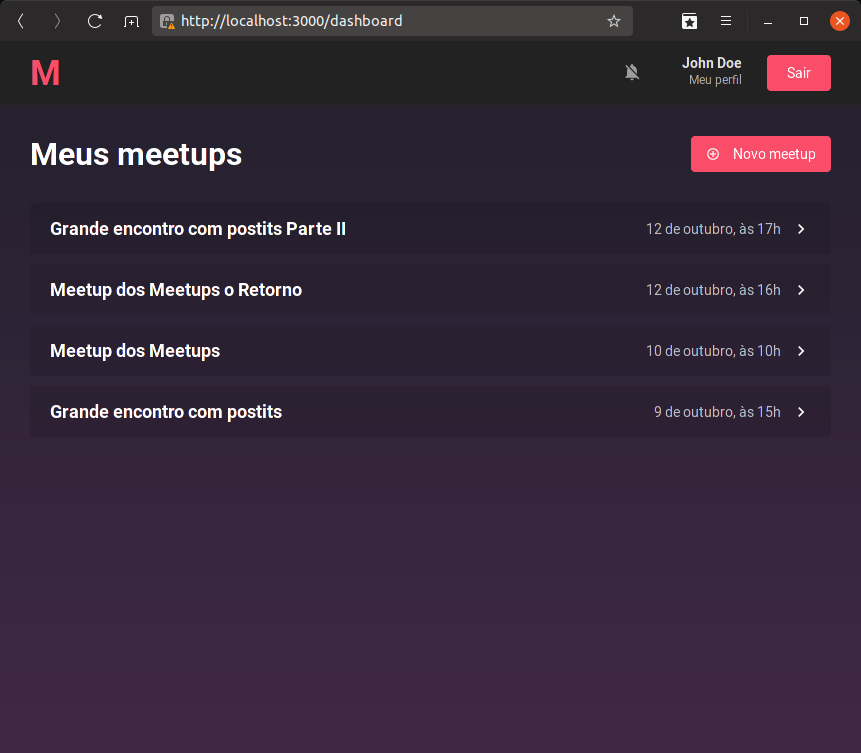 http://localhost:3000/dashboard
M
John Doe
Meu perfil
Sair
Meus meetups
Novo meetup
Grande encontro com postits Parte II 12 de outubro, às 17h
Meetup dos Meetups o Retorno 12 de outubro, às 16h
Meetup dos Meetups 10 de outubro, às 10h
Grande encontro com postits 9 de outubro, às 15h